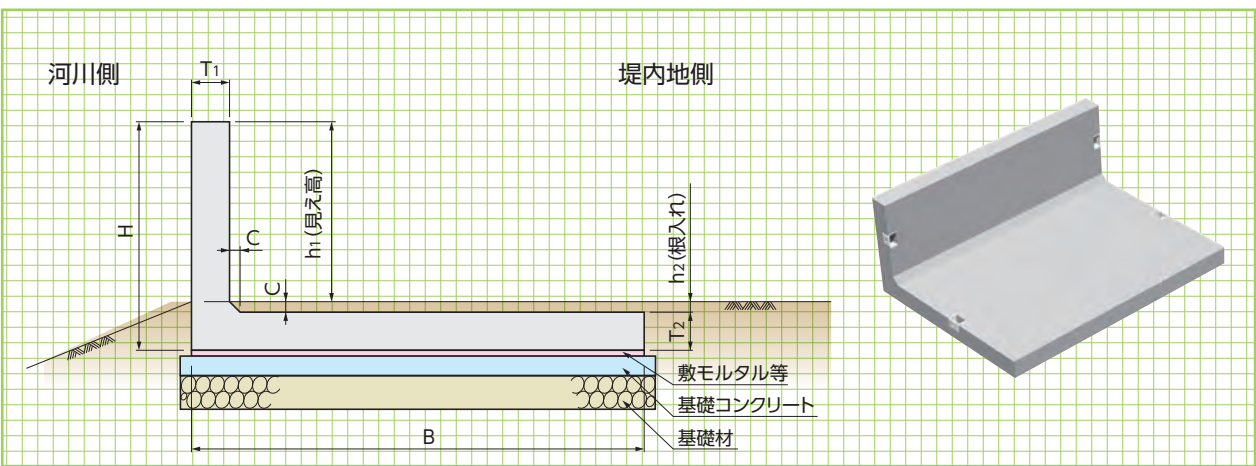 河川側
T1
堤内地側
H
C
h1(見え高)
C
h2(根入れ)
T2
敷モルタル等
基礎コンクリート
基礎材
B